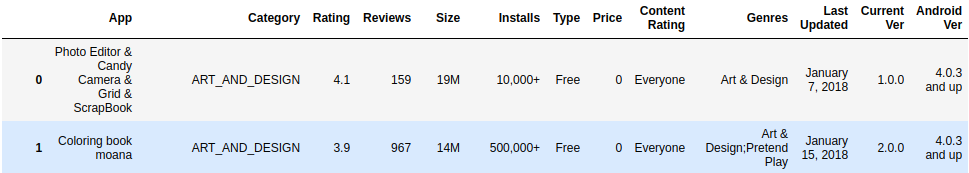 App Category Rating Reviews Size Installs Type Price Content Rating Genres Last Updated Current Ver Android Ver
0 Photo Editor & Candy Camera & Grid & ScrapBook ART_AND_DESIGN 4.1 159 19M 10,000+ Free 0 Everyone Art & Design January 7, 2018 1.0.0 4.0.3 and up
1 Coloring book moana ART_AND_DESIGN 3.9 967 14M 500,000+ Free 0 Everyone Art & Design;Pretend Play January 15, 2018 2.0.0 4.0.3 and up